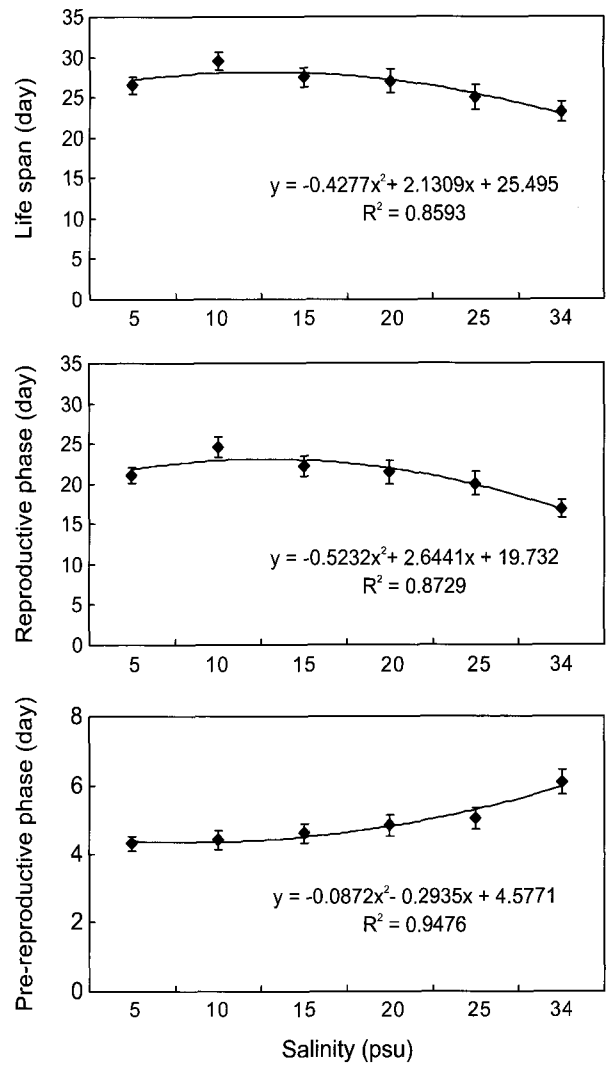 Life span (day)
35
30
25
20
15
10
5
0
y = -0.4277x²+ 2.1309x + 25.495
R² = 0.8593
5 10 15 20 25 34
Reproductive phase (day)
35
30
25
20
15
10
5
0
y = -0.5232x²+ 2.6441x + 19.732
R² = 0.8729
5 10 15 20 25 34
Pre-reproductive phase (day)
8
6
4
2
0
y = -0.0872x²- 0.2935x + 4.5771
R² = 0.9476
5 10 15 20 25 34
Salinity (psu)